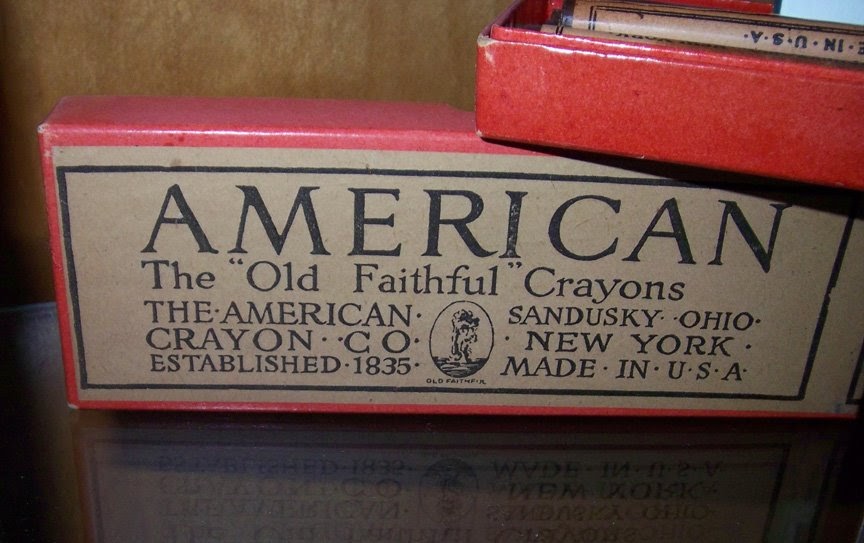 ·E·IN·U·S·A·
AMERICAN
The "Old Faithful" Crayons
THE·AMERICAN·
CRAYON··CO·
ESTABLISHED·1835·
OLD FAITHFUL
SANDUSKY··OHIO·
·NEW YORK·
MADE·IN·U·S·A·